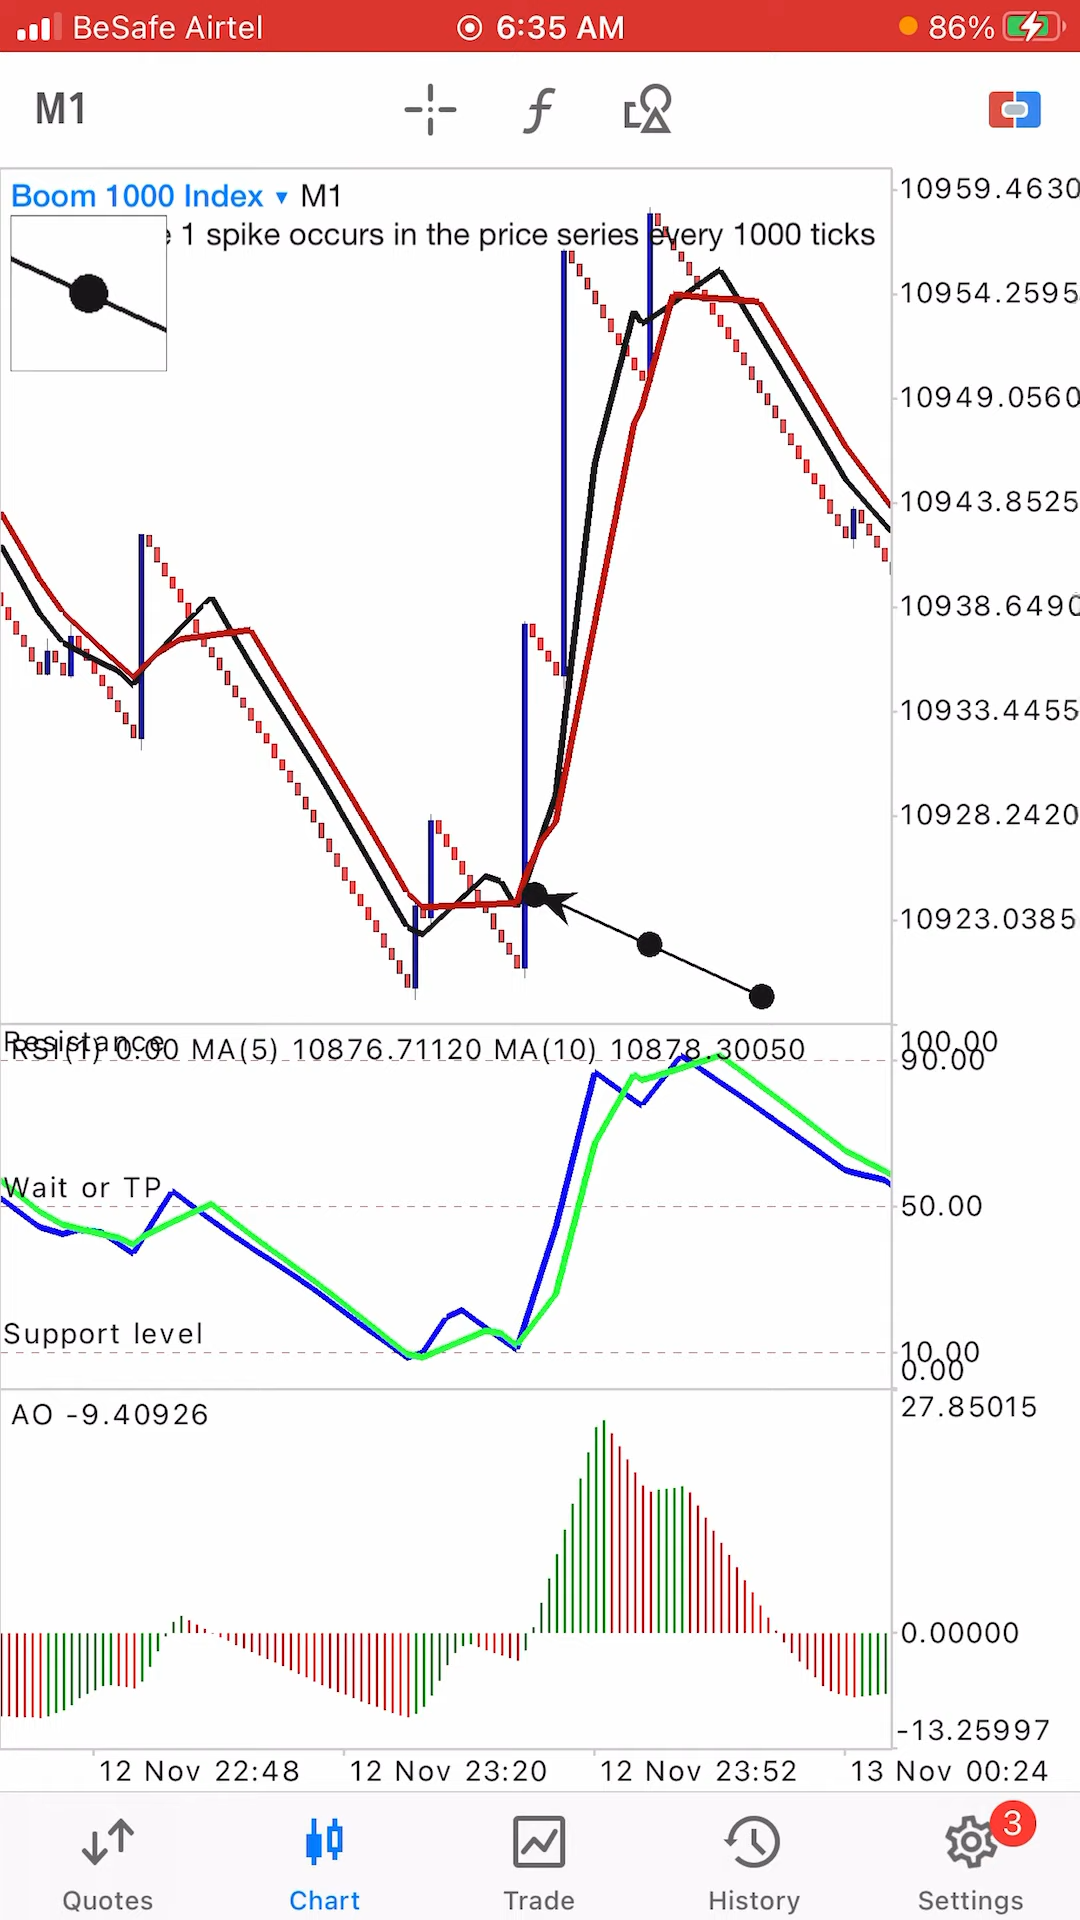 BeSafe Airtel 6:35 AM 86%
M1
Boom 1000 Index ▾ M1
1 spike occurs in the price series every 1000 ticks
10959.4630
10954.2595
10949.0560
10943.8525
10938.6490
10933.4455
10928.2420
10923.0385
Resistance
RSI(1) 0.00 MA(5) 10876.71120 MA(10) 10878.30050
100.00
90.00
Wait or TP
50.00
Support level
10.00
0.00
AO -9.40926
27.85015
0.00000
-13.25997
12 Nov 22:48 12 Nov 23:20 12 Nov 23:52 13 Nov 00:24
3
Quotes Chart Trade History Settings